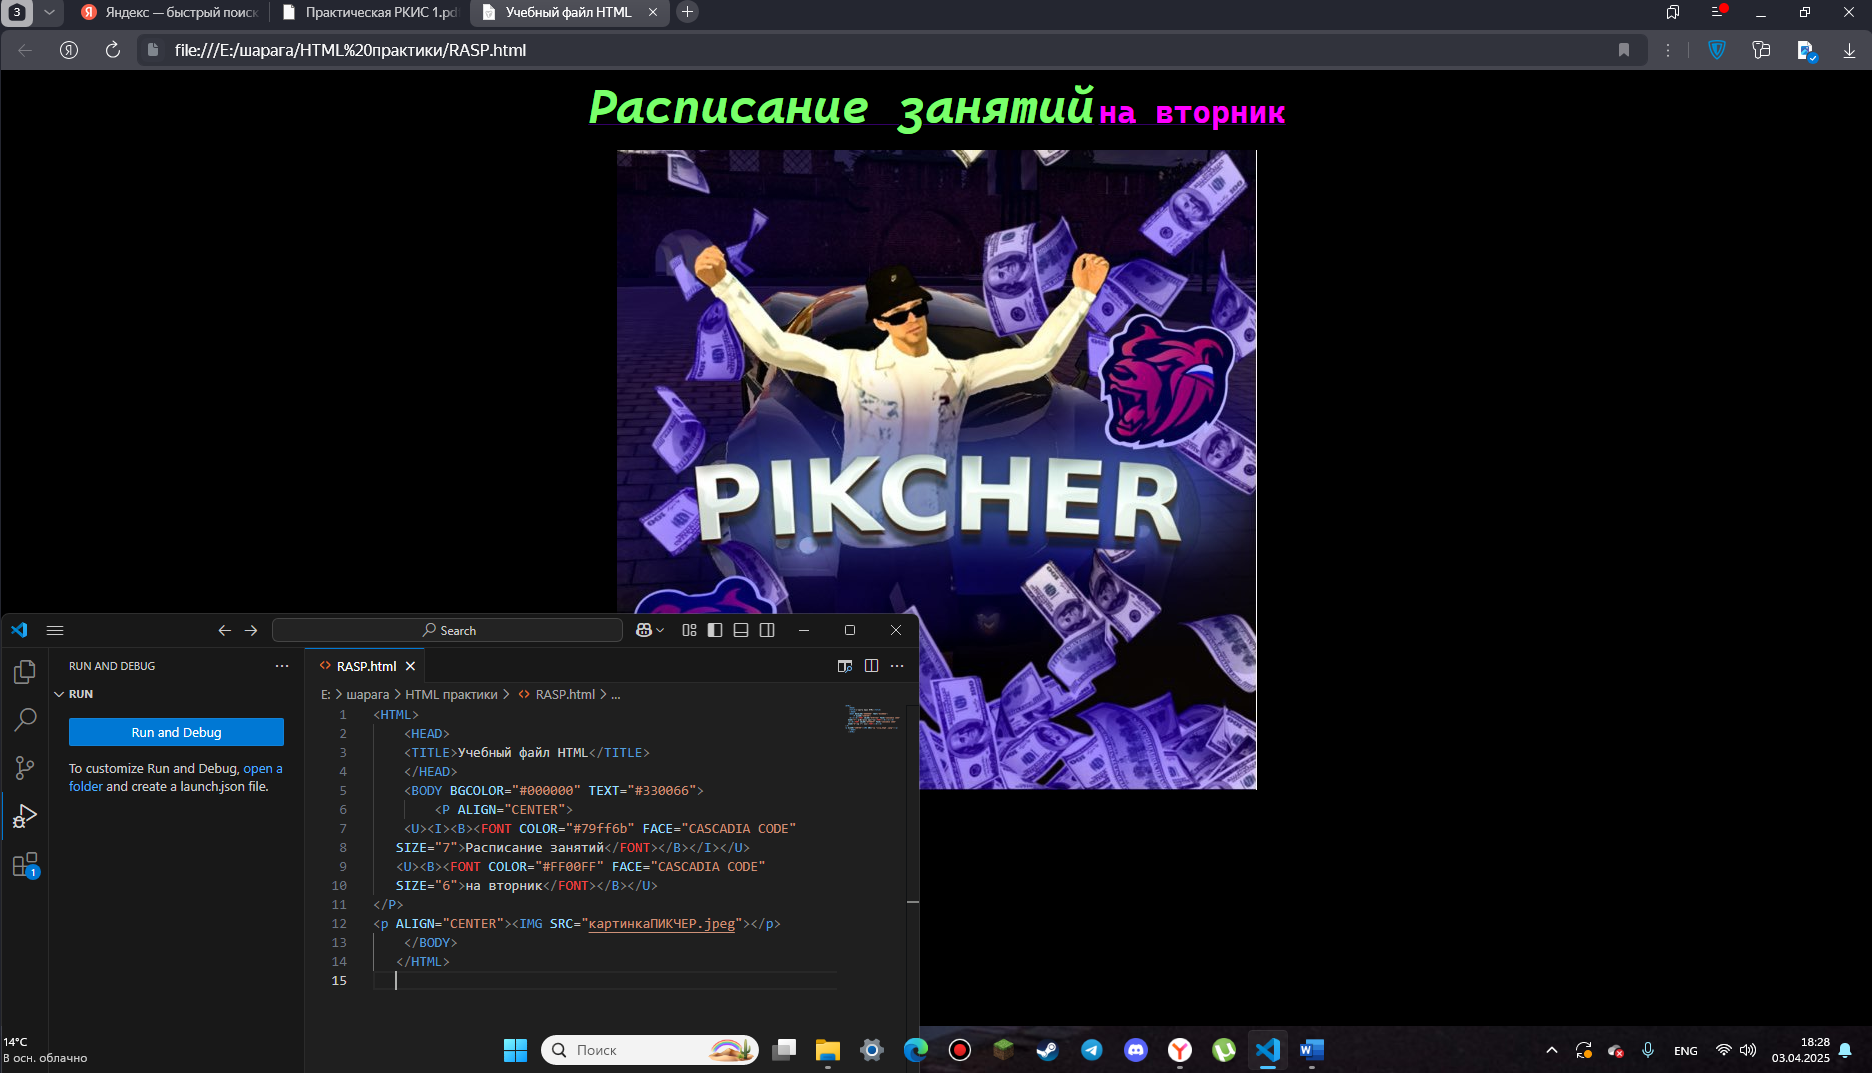 3
Яндекс — быстрый поиск
Практическая РКИС 1.pd
Учебный файл HTML
file:///E:/шарага/HTML%20практики/RASP.html
Расписание занятий на вторник
PIKCHER
Search
RUN AND DEBUG
RASP.html
RUN
E: > шарага > HTML практики > RASP.html > ...
Run and Debug
To customize Run and Debug, open a
folder and create a launch.json file.
1 <HTML>
2 <HEAD>
3 <TITLE>Учебный файл HTML</TITLE>
4 </HEAD>
5 <BODY BGCOLOR="#000000" TEXT="#330066">
6 <P ALIGN="CENTER">
7 <U><I><B><FONT COLOR="#79ff6b" FACE="CASCADIA CODE"
8 SIZE="7">Расписание занятий</FONT></B></I></U>
9 <U><B><FONT COLOR="#FF00FF" FACE="CASCADIA CODE"
10 SIZE="6">на вторник</FONT></B></U>
11 </P>
12 <p ALIGN="CENTER"><IMG SRC="картинкаПИКЧЕР.jpeg"></p>
13 </BODY>
14 </HTML>
15
1
14°C
В осн. облачно
Поиск
ENG
18:28
03.04.2025